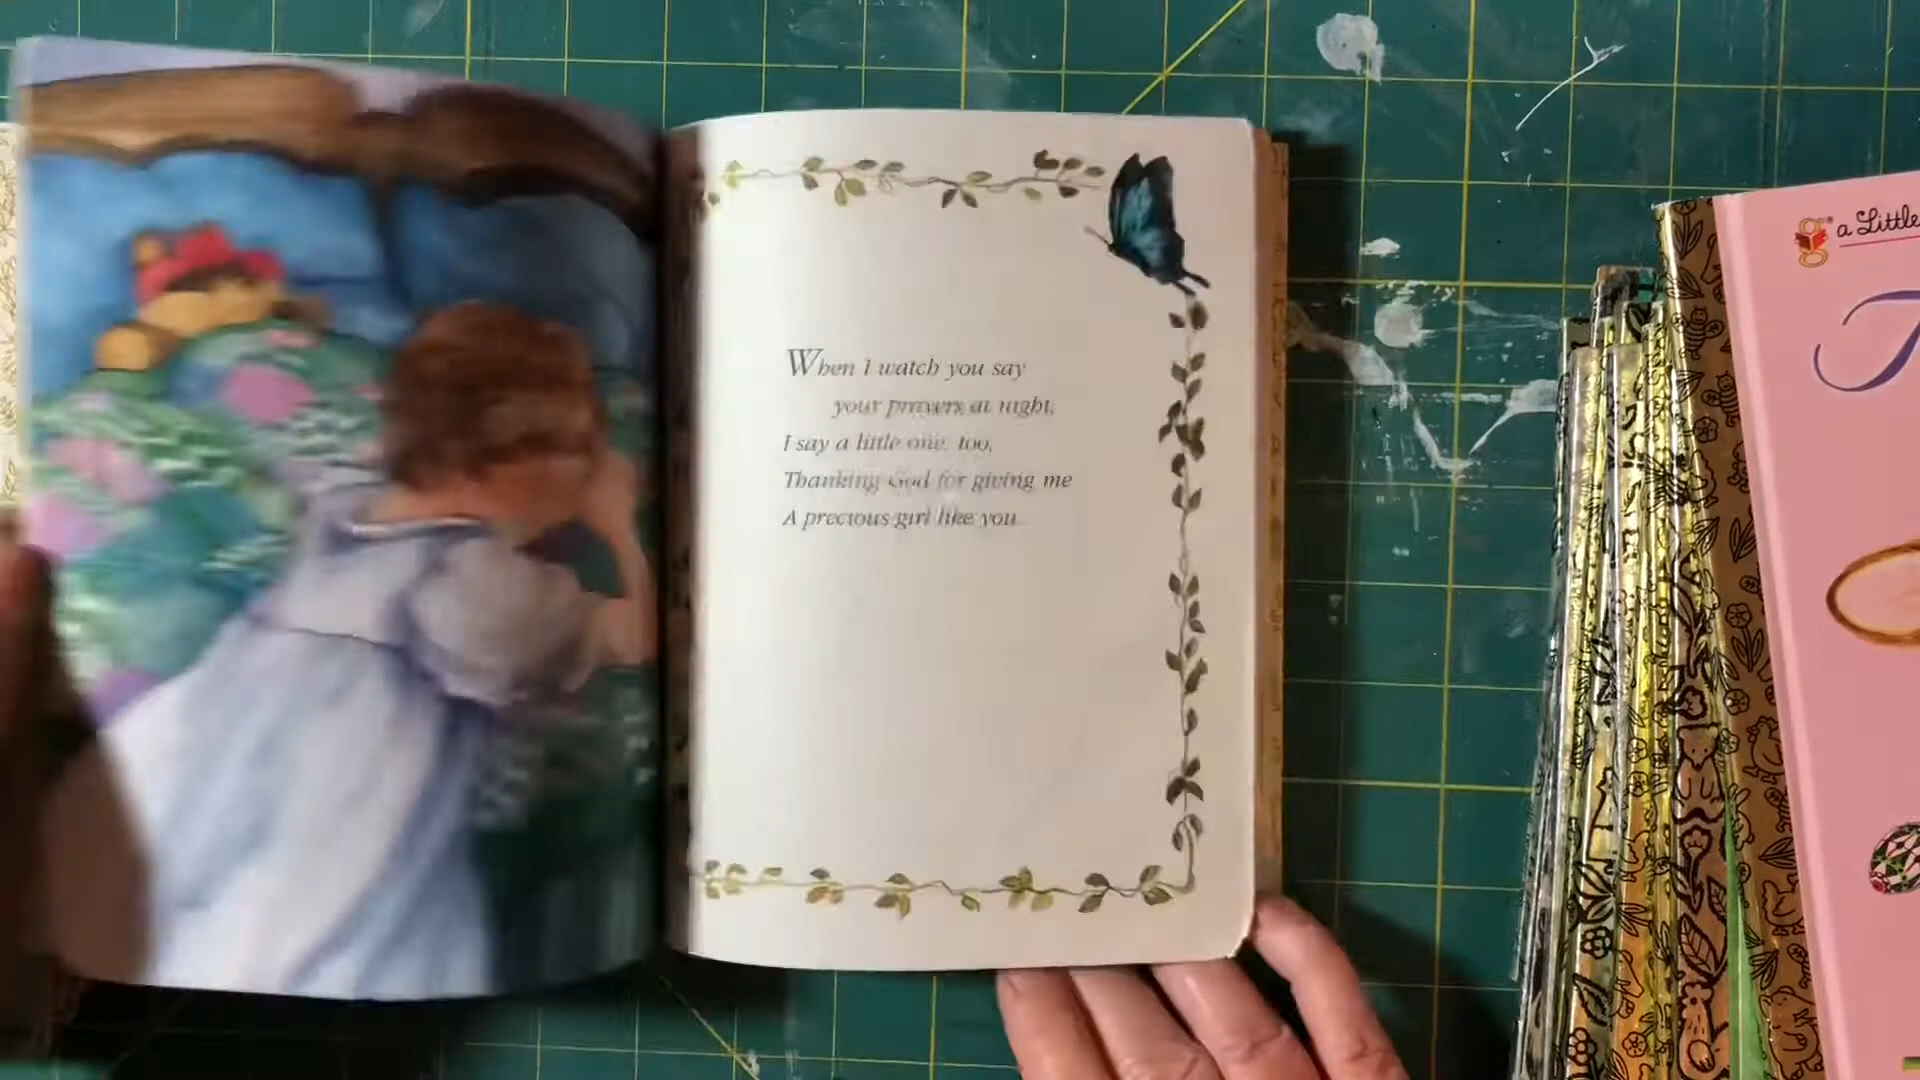 When I watch you say
your prayers at night,
I say a little one, too,
Thanking God for giving me
A precious girl like you.
a Little